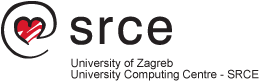 srce
University of Zagreb
University Computing Centre - SRCE